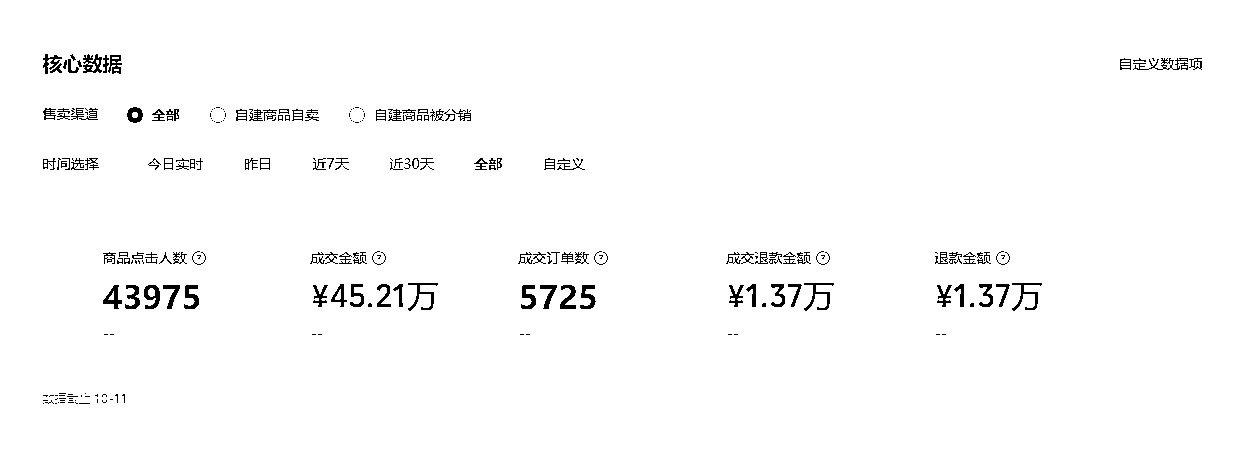 核心数据 自定义数据项
售卖渠道 全部 自建商品自卖 自建商品被分销
时间选择 今日实时 昨日 近7天 近30天 全部 自定义
商品点击人数 ? 成交金额 ? 成交订单数 ? 成交退款金额 ? 退款金额 ?
43975 ¥45.21万 5725 ¥1.37万 ¥1.37万
-- -- -- -- --
数据截止 10-11